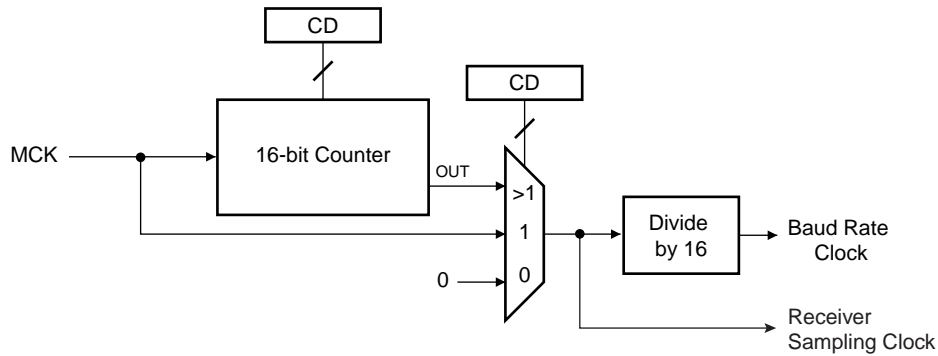 CD
CD
MCK
16-bit Counter
OUT
>1
1
0
0
Divide
by 16
Baud Rate
Clock
Receiver
Sampling Clock